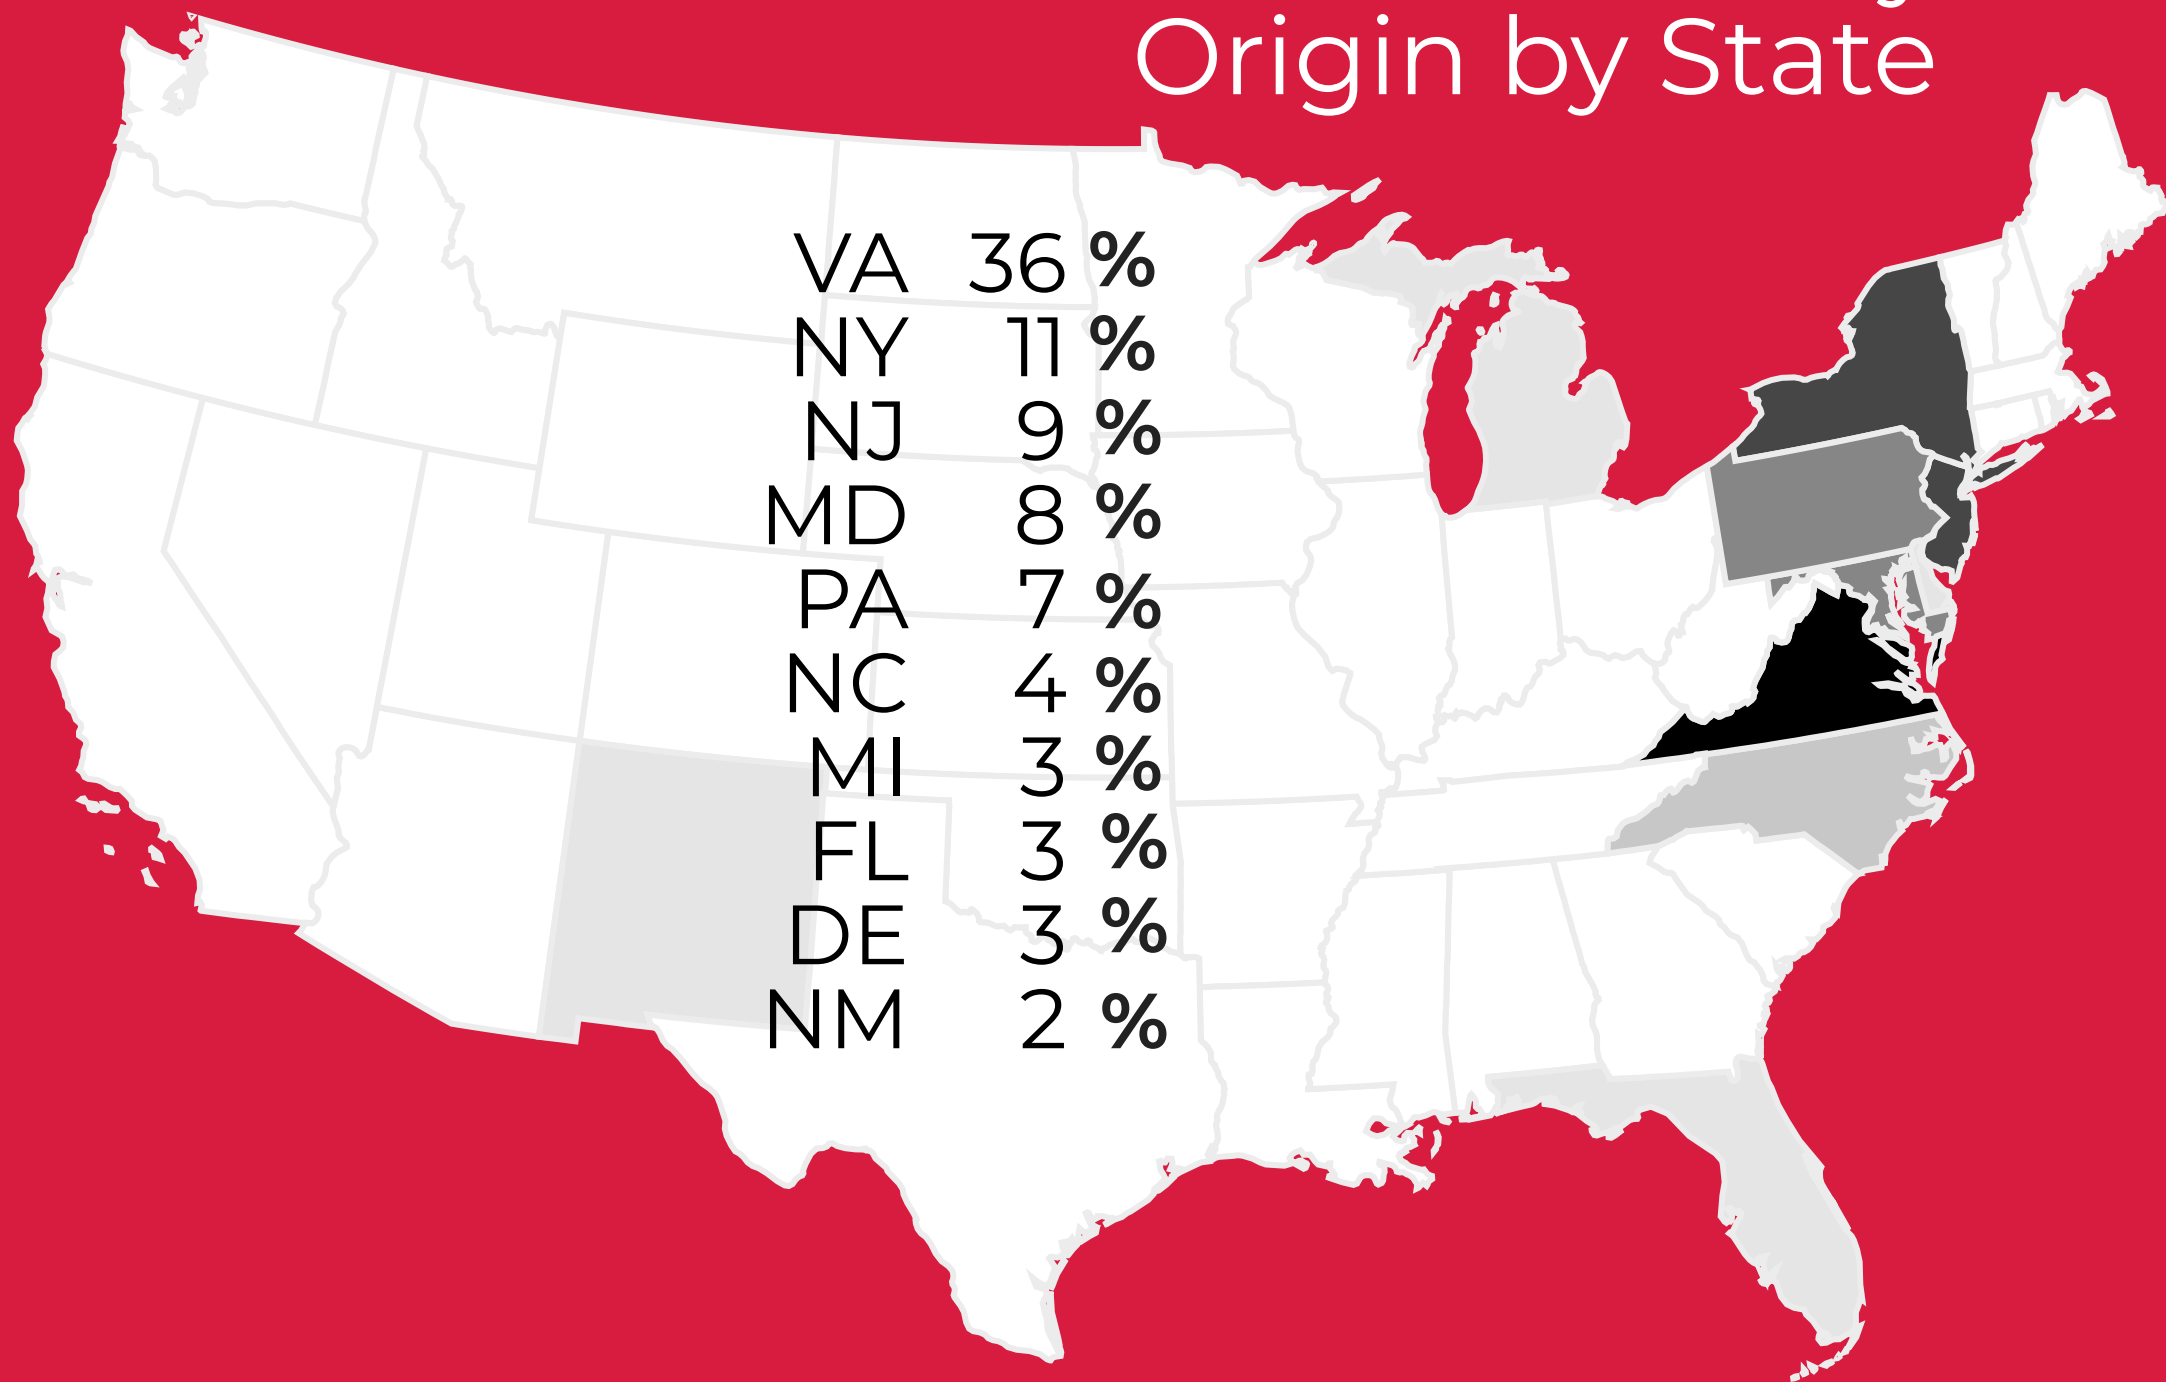 Origin by State
VA 36 %
NY 11 %
NJ 9 %
MD 8 %
PA 7 %
NC 4 %
MI 3 %
FL 3 %
DE 3 %
NM 2 %